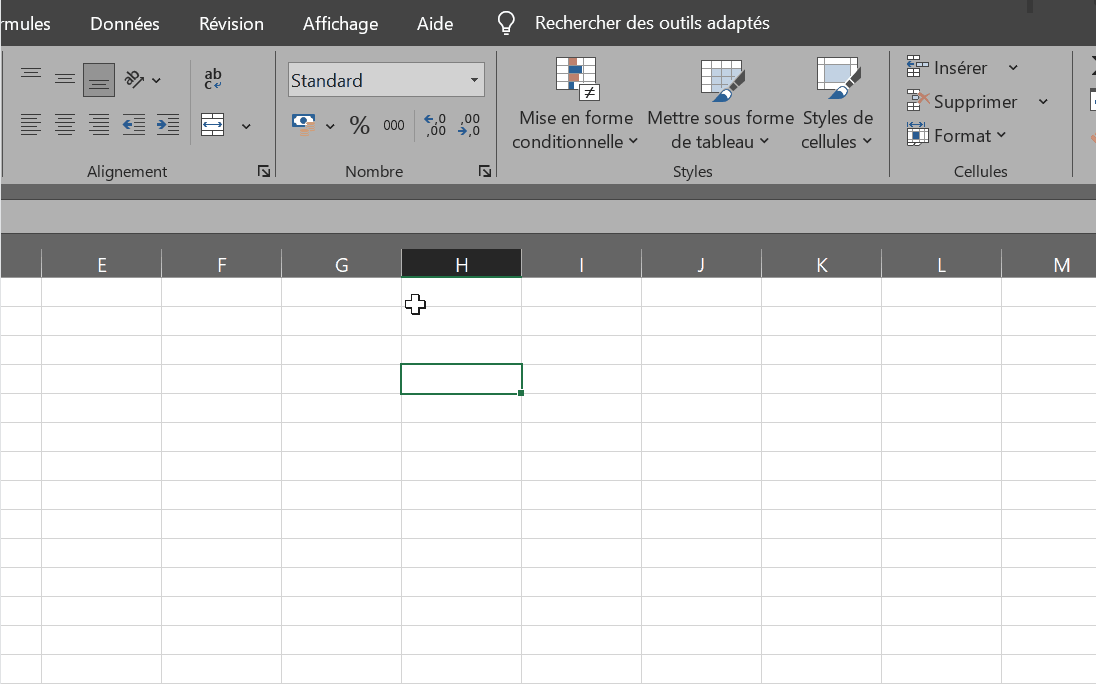 rmules Données Révision Affichage Aide Rechercher des outils adaptés
ab
c
Standard
% 000 ,0 ,00 ,00 ,0
Mise en forme
conditionnelle
Mettre sous forme
de tableau
Styles de
cellules
Insérer
Supprimer
Format
Alignement Nombre Styles Cellules
E F G H I J K L M